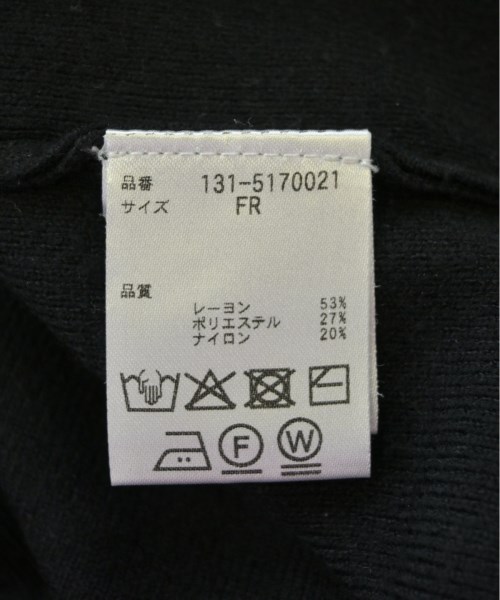 品番 131-5170021
サイズ FR
品質
レーヨン 53%
ポリエステル 27%
ナイロン 20%
F W